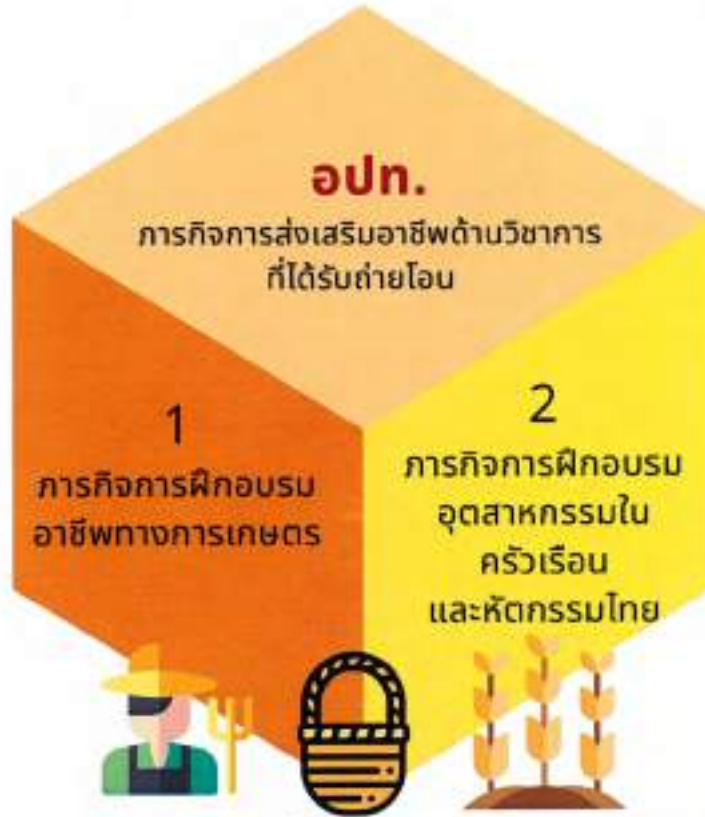 อปท.
ภารกิจการส่งเสริมอาชีพด้านวิชาการ
ที่ได้รับถ่ายโอน
1
ภารกิจการฝึกอบรม
อาชีพทางการเกษตร
2
ภารกิจการฝึกอบรม
อุตสาหกรรมใน
ครัวเรือน
และหัตกรรมไทย